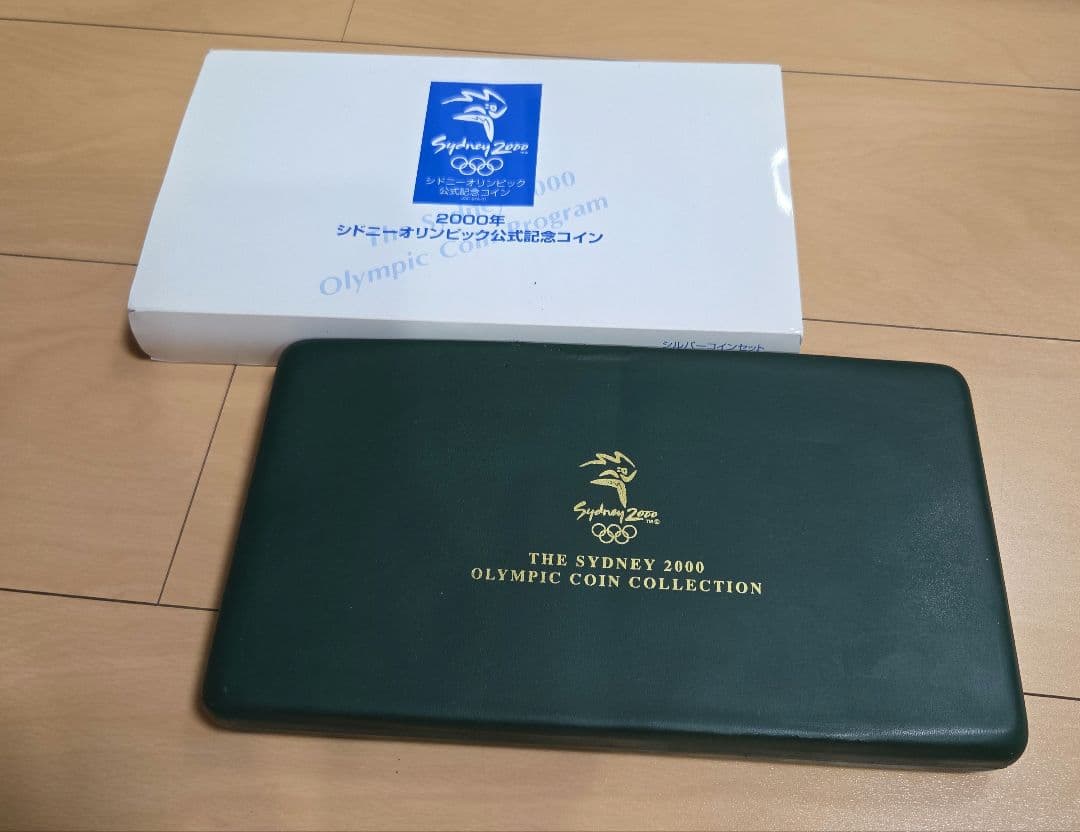 Sydney 2000
シドニーオリンピック
公式記念コイン
2000年
シドニーオリンピック公式記念コイン
The Sydney 2000
Olympic Coin Program
シルバーコインセット
Sydney 2000
THE SYDNEY 2000
OLYMPIC COIN COLLECTION